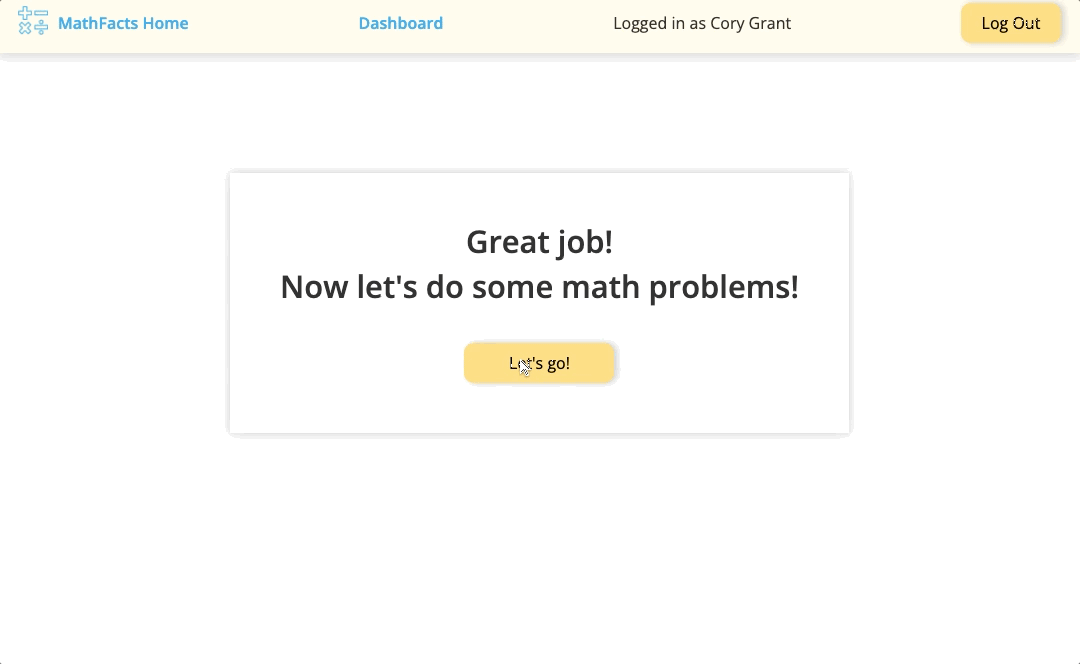 MathFacts Home
Dashboard
Logged in as Cory Grant
Log Out
Great job!
Now let's do some math problems!
Let's go!